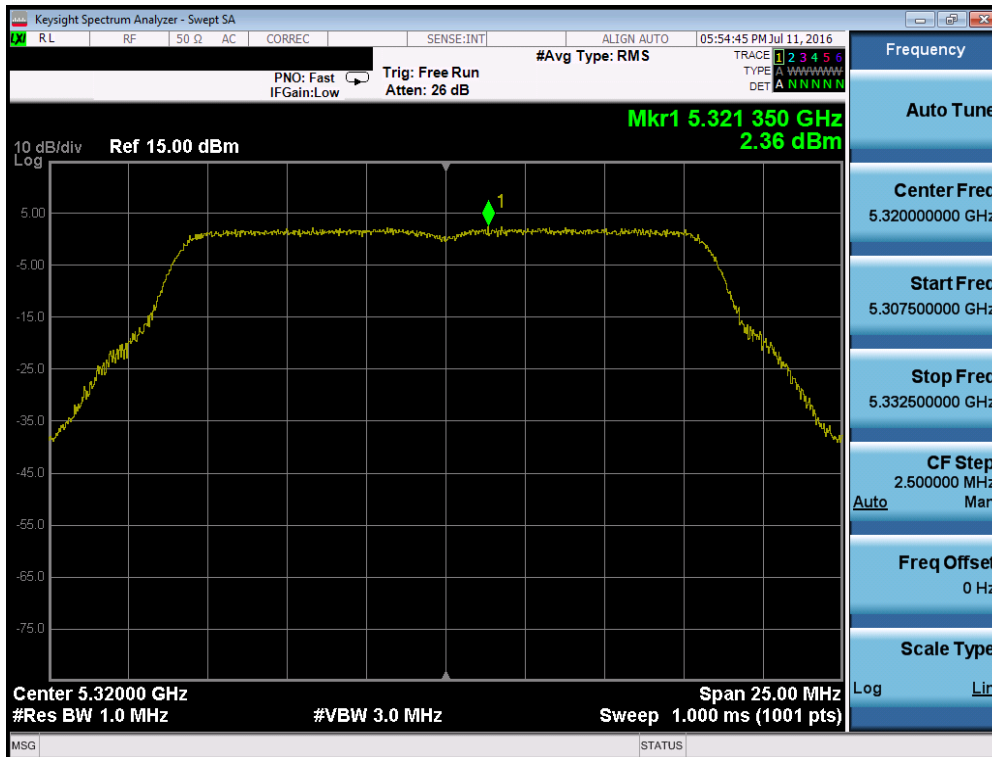 Keysight Spectrum Analyzer - Swept SA
LXI RL RF 50 Ω AC CORREC SENSE:INT ALIGN AUTO 05:54:45 PM Jul 11, 2016
Frequency
#Avg Type: RMS
TRACE 1 2 3 4 5 6
PNO: Fast Trig: Free Run
TYPE A WWWWW
IFGain:Low Atten: 26 dB
DET A N N N N N
Auto Tune
Mkr1 5.321 350 GHz
2.36 dBm
10 dB/div Ref 15.00 dBm
Log
1
5.00
-5.00
-15.0
-25.0
-35.0
-45.0
-55.0
-65.0
-75.0
Center Freq
5.320000000 GHz
Start Freq
5.307500000 GHz
Stop Freq
5.332500000 GHz
CF Step
2.500000 MHz
Auto Man
Freq Offset
0 Hz
Scale Type
Log Lin
Center 5.32000 GHz Span 25.00 MHz
#Res BW 1.0 MHz #VBW 3.0 MHz Sweep 1.000 ms (1001 pts)
MSG STATUS